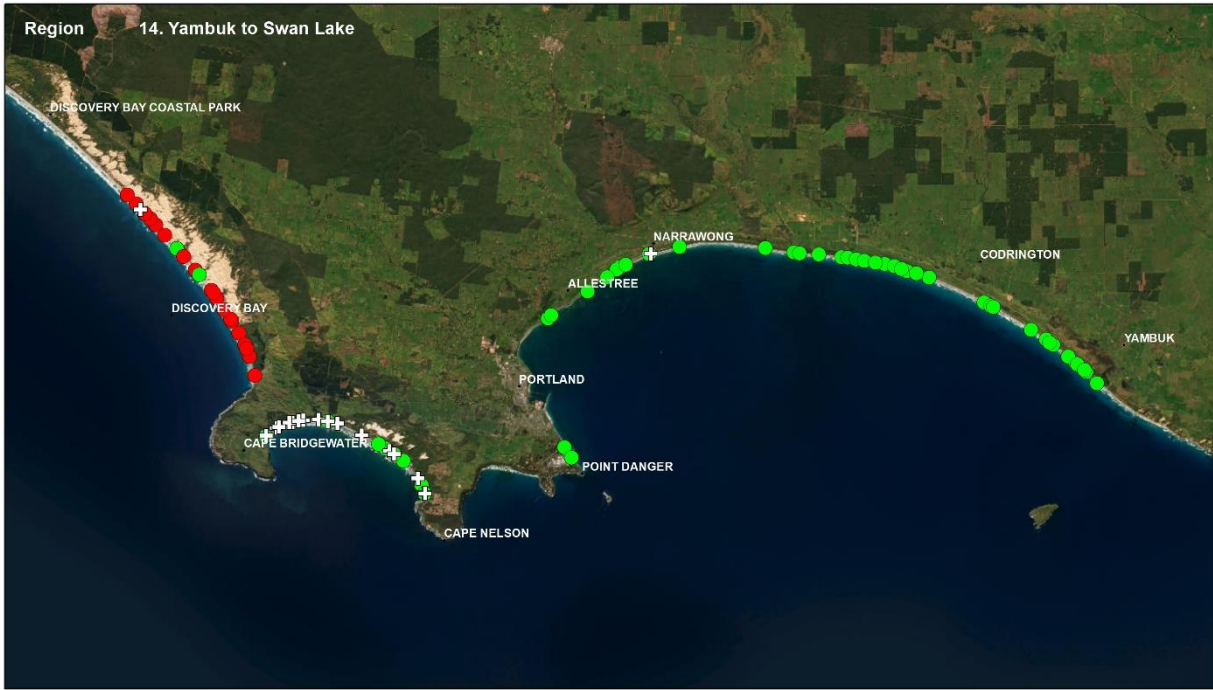 Region 14. Yambuk to Swan Lake
DISCOVERY BAY COASTAL PARK
NARRAWONG
CODRINGTON
ALLESTREE
DISCOVERY BAY
YAMBUK
PORTLAND
CAPE BRIDGEWATER
POINT DANGER
CAPE NELSON